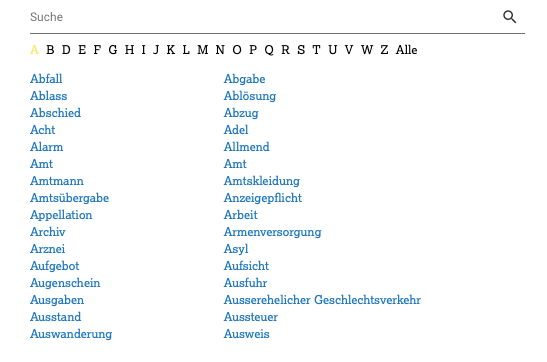 Suche
A B C D E F G H I J K L M N O P Q R S T U V W Z Alle
Abfall
Ablass
Abschied
Acht
Alarm
Amt
Amtmann
Amtsübergabe
Appellation
Archiv
Arznei
Aufgebot
Augenschein
Ausgaben
Ausstand
Auswanderung
Abgabe
Ablösung
Abzug
Adel
Allmend
Amt
Amtskleidung
Anzeigepflicht
Arbeit
Armenversorgung
Asyl
Aufsicht
Ausfuhr
Ausserehelicher Geschlechtsverkehr
Aussteuer
Ausweis